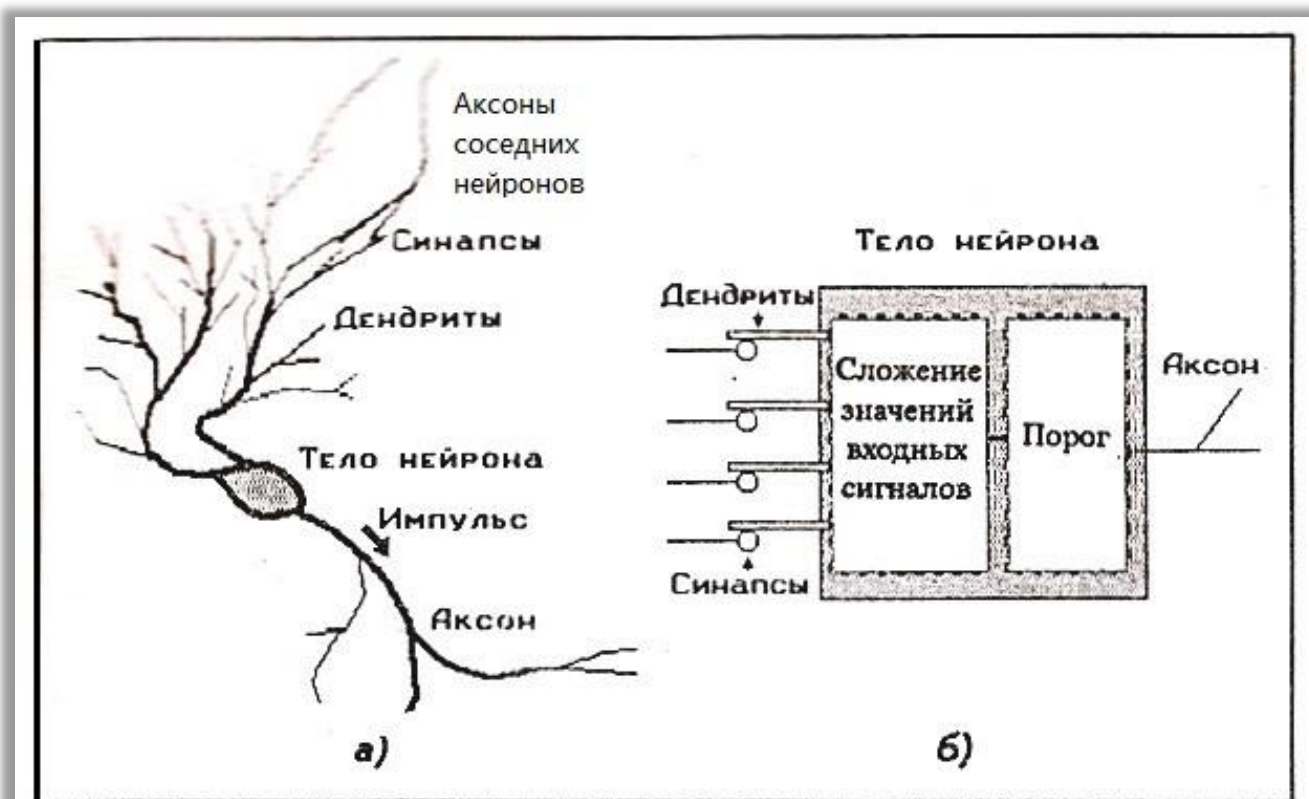 Аксоны
соседних
нейронов
Синапсы
Дендриты
Тело нейрона
Импульс
Аксон
а)
Тело нейрона
Дендриты
Сложение
значений
входных
сигналов
Порог
Аксон
Синапсы
б)